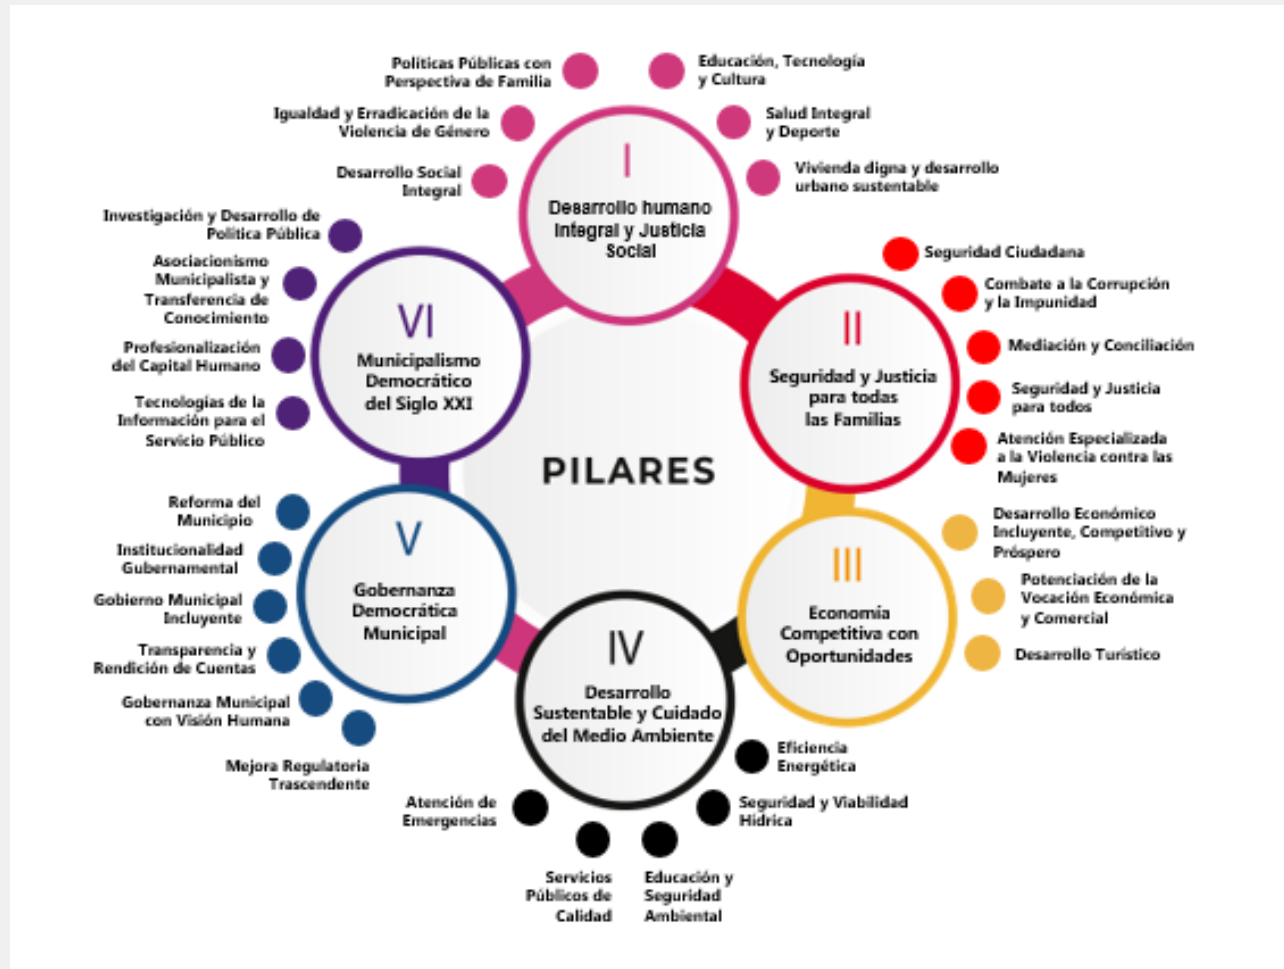 Políticas Públicas con
Perspectiva de Familia
Educación, Tecnología
y Cultura
Igualdad y Erradicación de la
Violencia de Género
Salud Integral
y Deporte
Desarrollo Social
Integral
Vivienda digna y desarrollo
urbano sustentable
I
Desarrollo humano
Integral y Justicia
Social
Seguridad Ciudadana
Combate a la Corrupción
y la Impunidad
Mediación y Conciliación
Seguridad y Justicia
para todos
Atención Especializada
a la Violencia contra las
Mujeres
II
Seguridad y Justicia
para todas
las Familias
Investigación y Desarrollo de
Política Pública
Asociacionismo
Municipalista y
Transferencia de
Conocimiento
Profesionalización
del Capital Humano
Tecnologías de la
Información para el
Servicio Público
VI
Municipalismo
Democrático
del Siglo XXI
PILARES
Desarrollo Económico
Incluyente, Competitivo y
Próspero
Potenciación de la
Vocación Económica
y Comercial
Desarrollo Turístico
III
Economía
Competitiva con
Oportunidades
Reforma del
Municipio
Institucionalidad
Gubernamental
Gobierno Municipal
Incluyente
Transparencia y
Rendición de Cuentas
Gobernanza Municipal
con Visión Humana
Mejora Regulatoria
Trascendente
V
Gobernanza
Democrática
Municipal
IV
Desarrollo
Sustentable y Cuidado
del Medio Ambiente
Eficiencia
Energética
Seguridad y Viabilidad
Hídrica
Atención de
Emergencias
Servicios
Públicos de
Calidad
Educación y
Seguridad
Ambiental